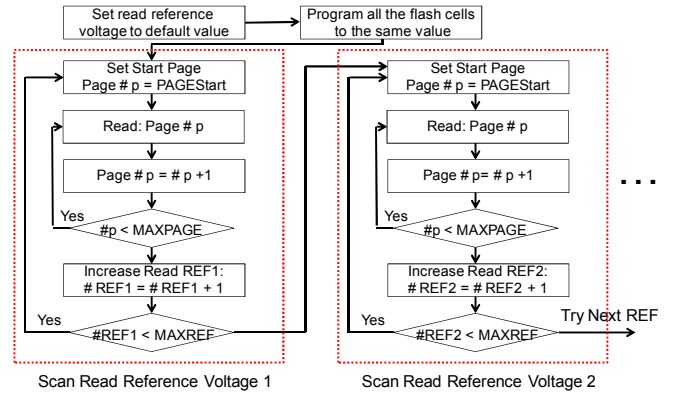 Set read reference
voltage to default value
Program all the flash cells
to the same value
Set Start Page
Page # p = PAGEStart
Read: Page # p
Page # p = # p +1
Yes
#p < MAXPAGE
Increase Read REF1:
# REF1 = # REF1 + 1
Yes
#REF1 < MAXREF
Scan Read Reference Voltage 1
Set Start Page
Page # p = PAGEStart
Read: Page # p
Page # p= # p +1
Yes
#p < MAXPAGE
Increase Read REF2:
# REF2 = # REF2 + 1
Yes
#REF2 < MAXREF
Try Next REF
Scan Read Reference Voltage 2
...